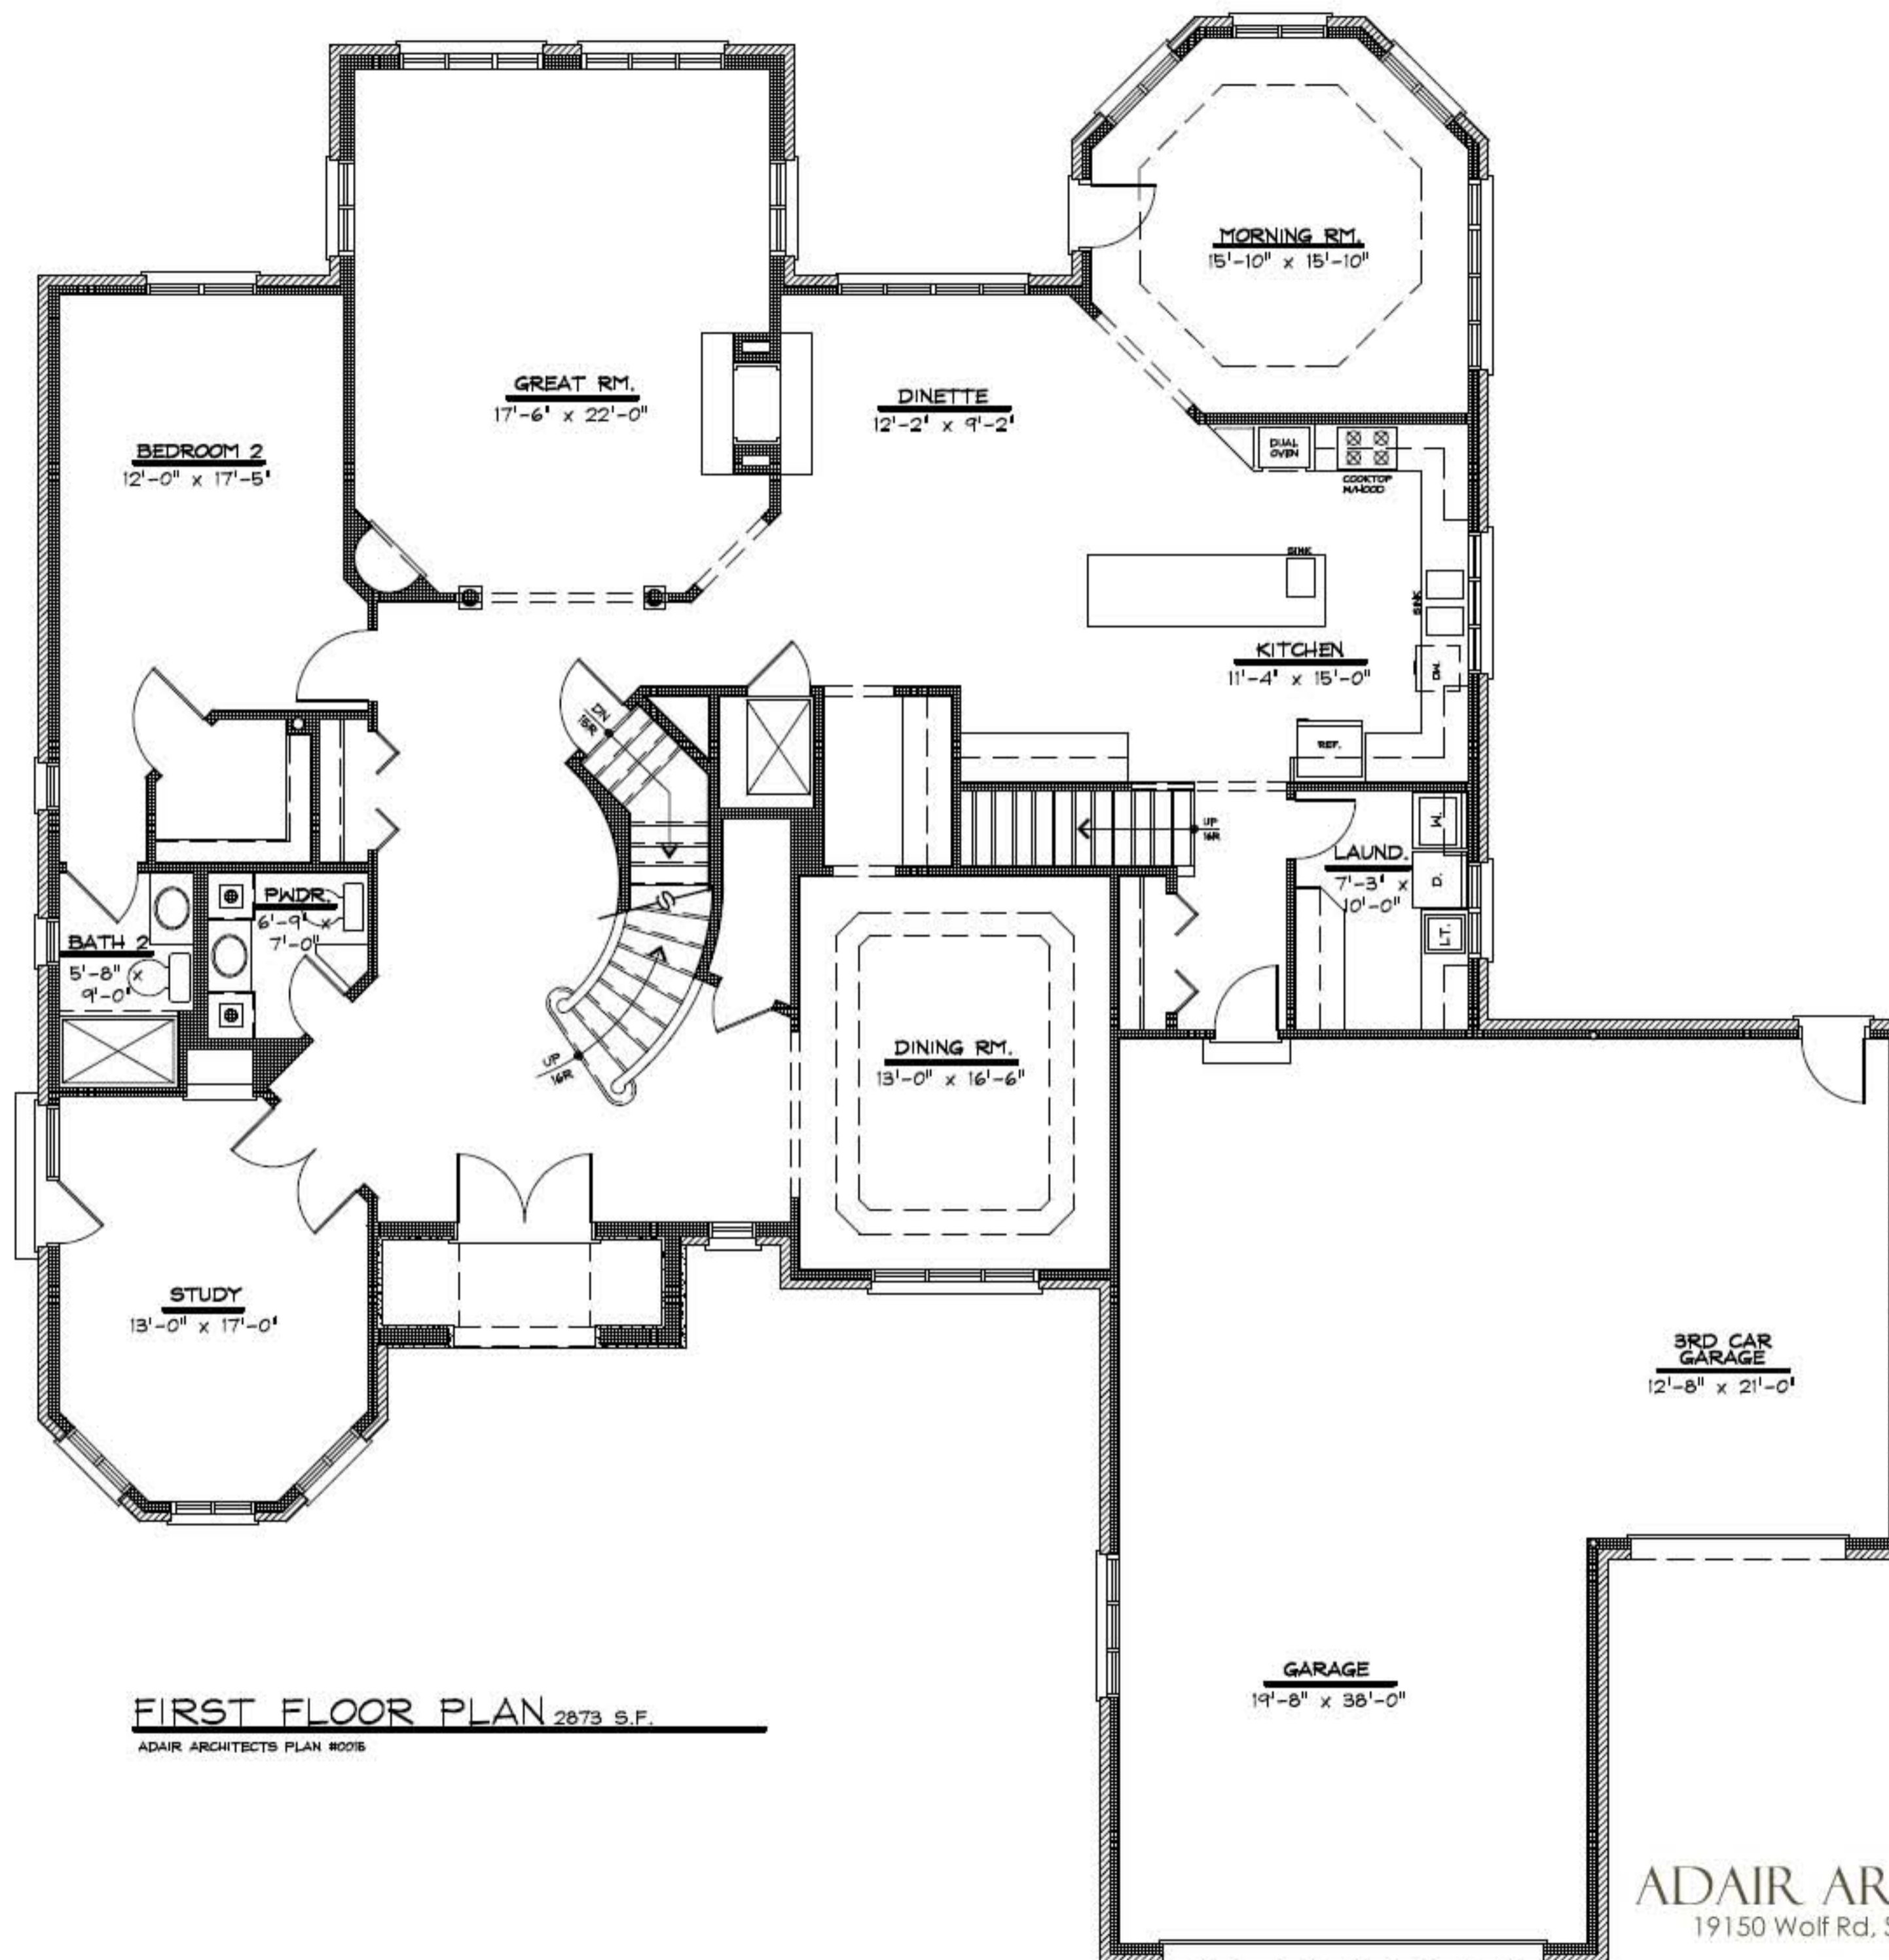 MORNING RM.
15'-10" x 15'-10"
GREAT RM.
17'-6" x 22'-0"
DINETTE
12'-2" x 9'-2"
BEDROOM 2
12'-0" x 17'-5"
DUAL
OVEN
COOKTOP
W/HOOD
SINK
SINK
KITCHEN
11'-4" x 15'-0"
DW.
REF.
DN
UP
16R
W.
LAUND.
7'-3" x
10'-0"
D.
LT.
PWDR.
6'-9" x
7'-0"
BATH 2
5'-8" x
9'-0"
UP
16R
DINING RM.
13'-0" x 16'-6"
STUDY
13'-0" x 17'-0"
3RD CAR
GARAGE
12'-8" x 21'-0"
GARAGE
19'-8" x 38'-0"
FIRST FLOOR PLAN 2873 S.F.
ADAIR ARCHITECTS PLAN
ADAIR AR
19150 Wolf Rd, S